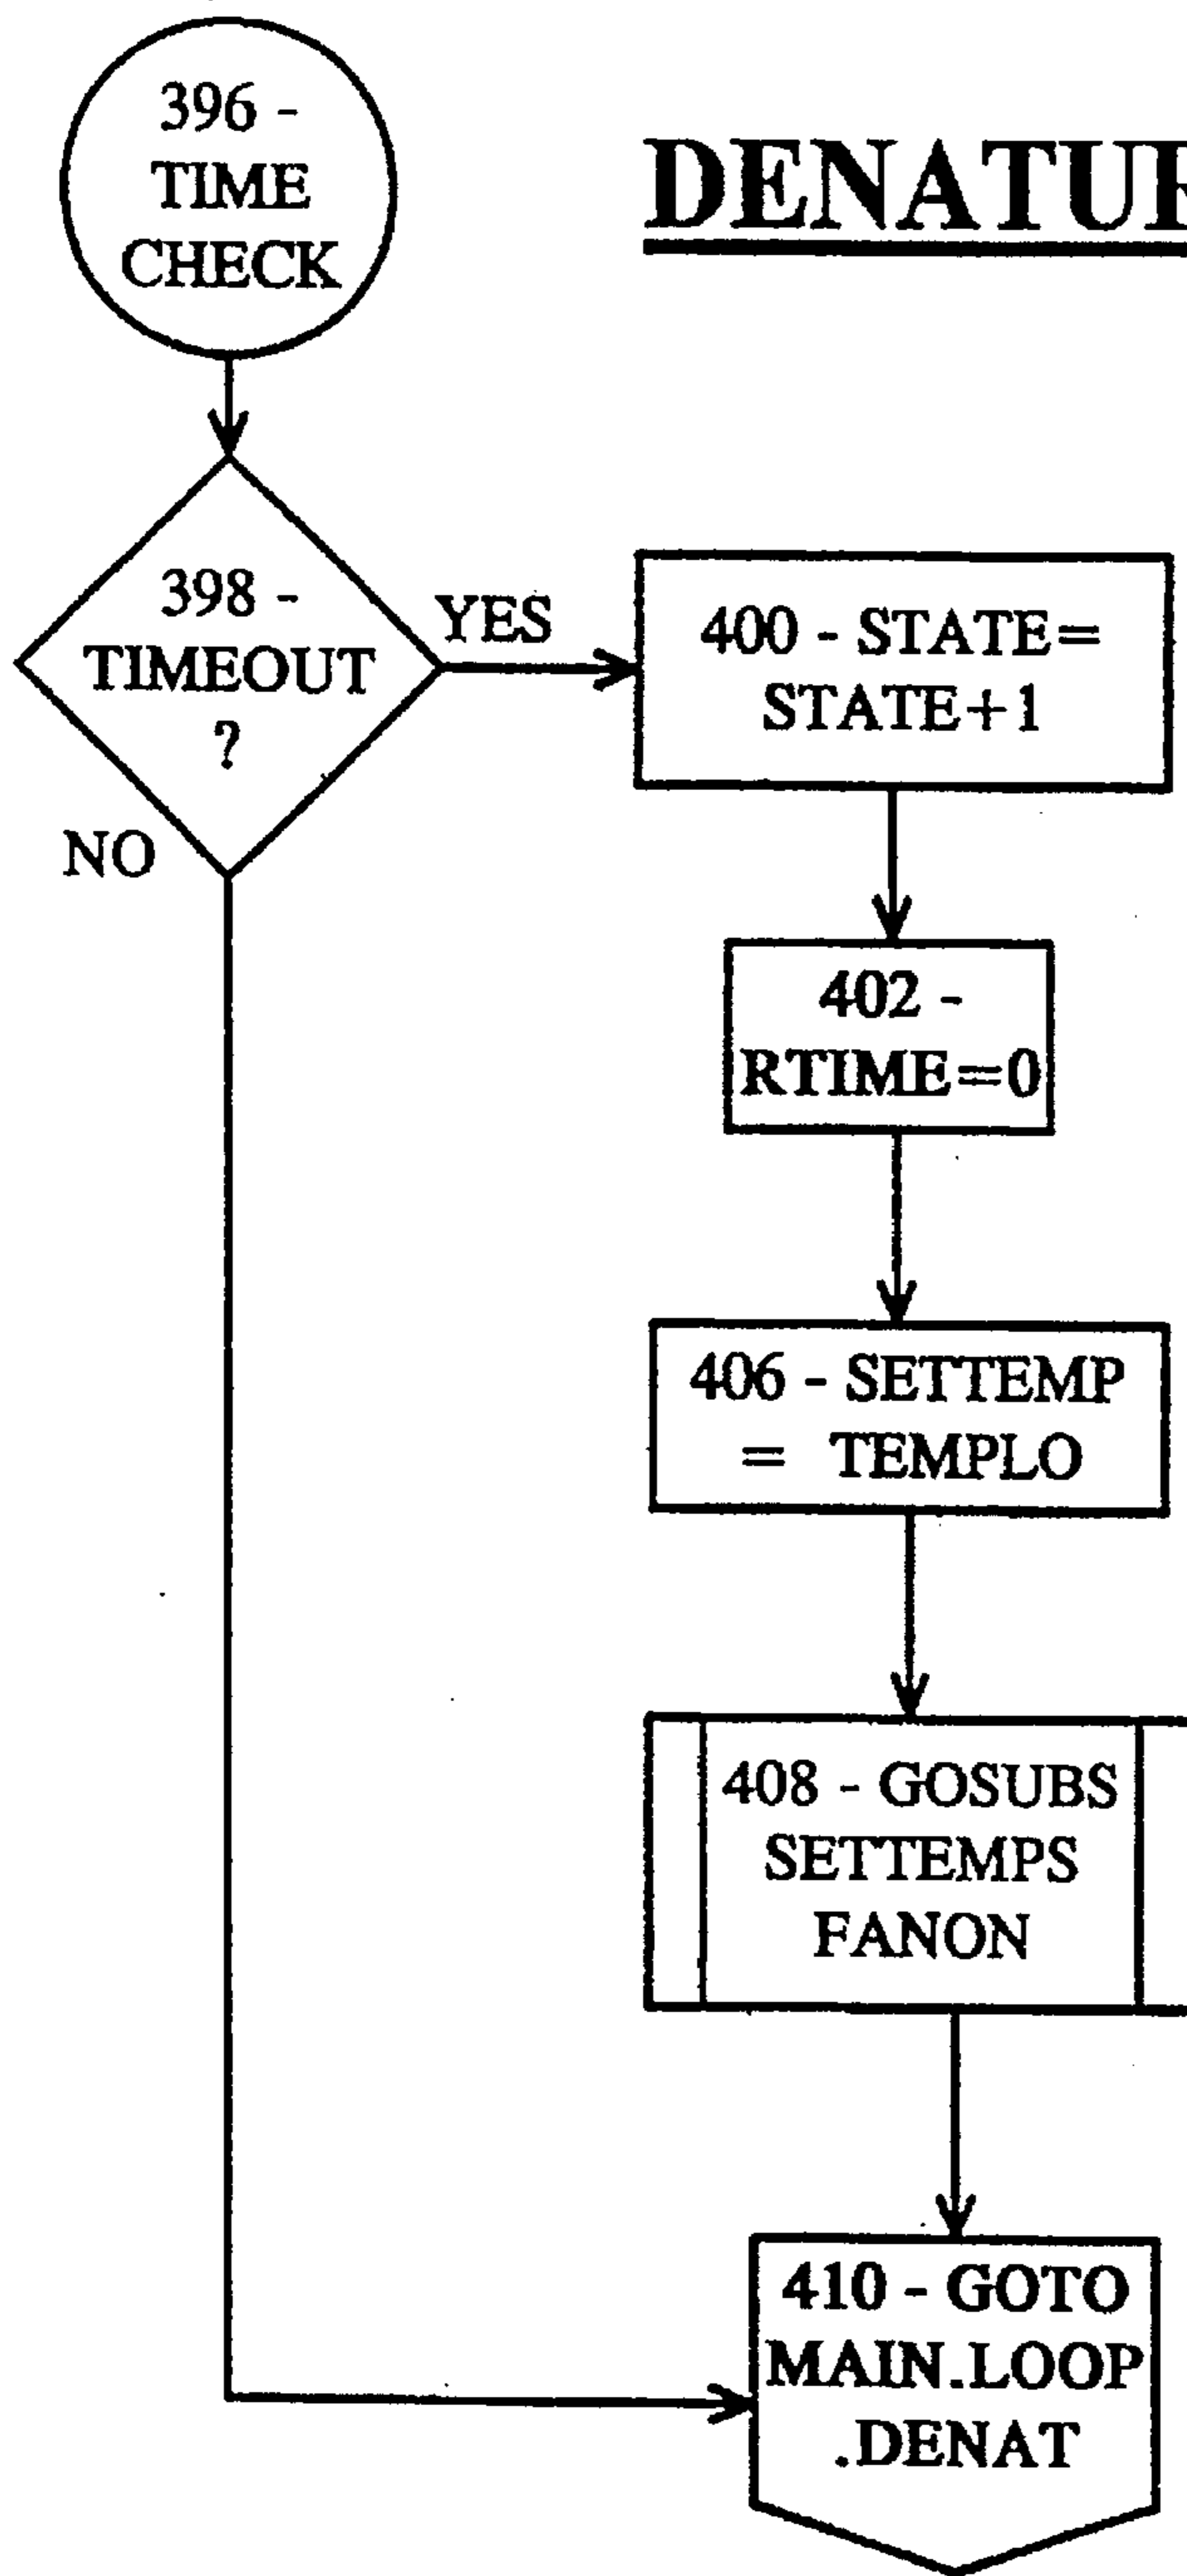 396 -
TIME
CHECK
DENATUR
398 -
TIMEOUT
?
YES
NO
400 - STATE=
STATE+1
402 -
RTIME=0
406 - SETTEMP
= TEMPLO
408 - GOSUBS
SETTEMPS
FANON
410 - GOTO
MAIN.LOOP
.DENAT